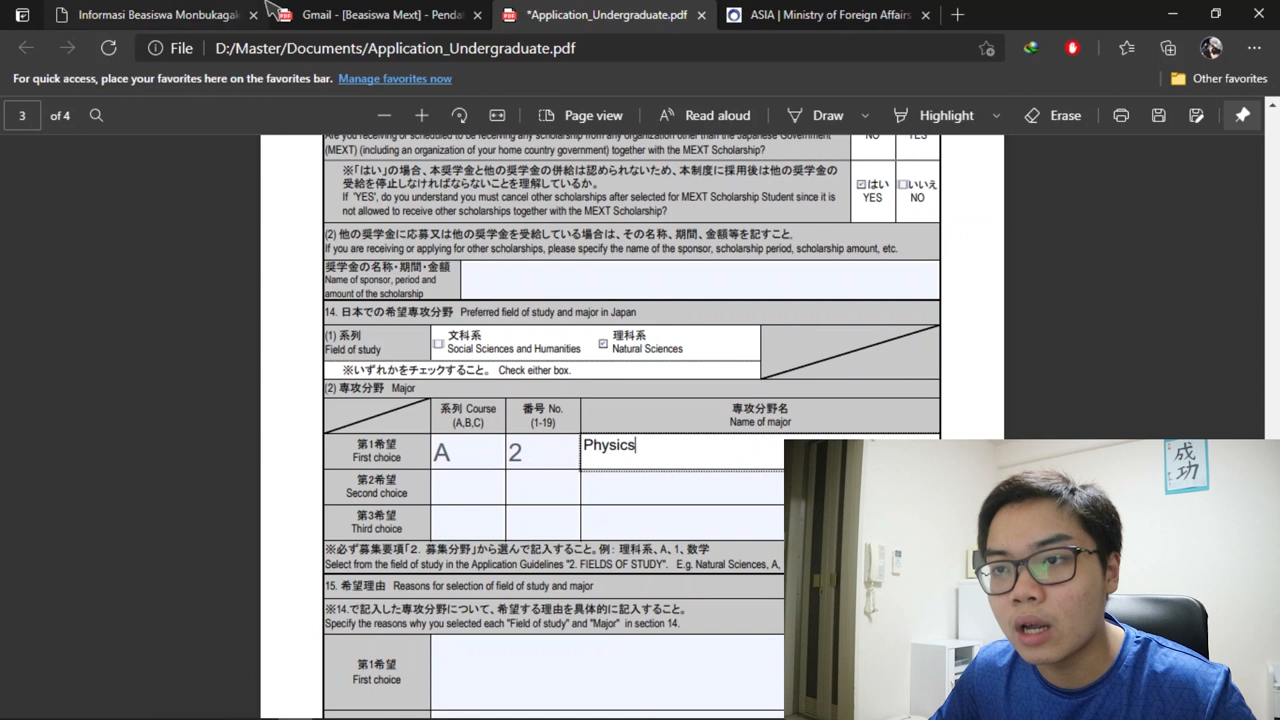 Informasi Beasiswa Monbukagak
Gmail - [Beasiswa Mext] - Penda
*Application_Undergraduate.pdf
ASIA | Ministry of Foreign Affairs
File
D:/Master/Documents/Application_Undergraduate.pdf
For quick access, place your favorites here on the favorites bar. Manage favorites now
Other favorites
3 of 4
Page view
Read aloud
Draw
Highlight
Erase
Are you receiving or scheduled to be receiving any scholarship from any organization other than the Japanese Government
(MEXT) (including an organization of your home country government) together with the MEXT Scholarship?
NO YES
※「はい」の場合、本奨学金と他の奨学金の併給は認められないため、本制度に採用後は他の奨学金の
受給を停止しなければならないことを理解しているか。
If 'YES', do you understand you must cancel other scholarships after selected for MEXT Scholarship Student since it is
not allowed to receive other scholarships together with the MEXT Scholarship?
はい
YES
いいえ
NO
(2) 他の奨学金に応募又は他の奨学金を受給している場合は、その名称、期間、金額等を記すこと。
If you are receiving or applying for other scholarships, please specify the name of the sponsor, scholarship period, scholarship amount, etc.
奨学金の名称・期間・金額
Name of sponsor, period and
amount of the scholarship
14. 日本での希望専攻分野 Preferred field of study and major in Japan
(1) 系列
Field of study
文科系
Social Sciences and Humanities
理科系
Natural Sciences
※いずれかをチェックすること。 Check either box.
(2) 専攻分野 Major
系列 Course
(A,B,C)
番号 No.
(1-19)
専攻分野名
Name of major
第1希望
First choice
A
2
Physics
第2希望
Second choice
第3希望
Third choice
※必ず募集要項「2．募集分野」から選んで記入すること。例：理科系、A、1、数学
Select from the field of study in the Application Guidelines "2. FIELDS OF STUDY". E.g. Natural Sciences, A,
15. 希望理由 Reasons for selection of field of study and major
※14.で記入した専攻分野について、希望する理由を具体的に記入すること。
Specify the reasons why you selected each "Field of study" and "Major" in section 14.
第1希望
First choice
成功